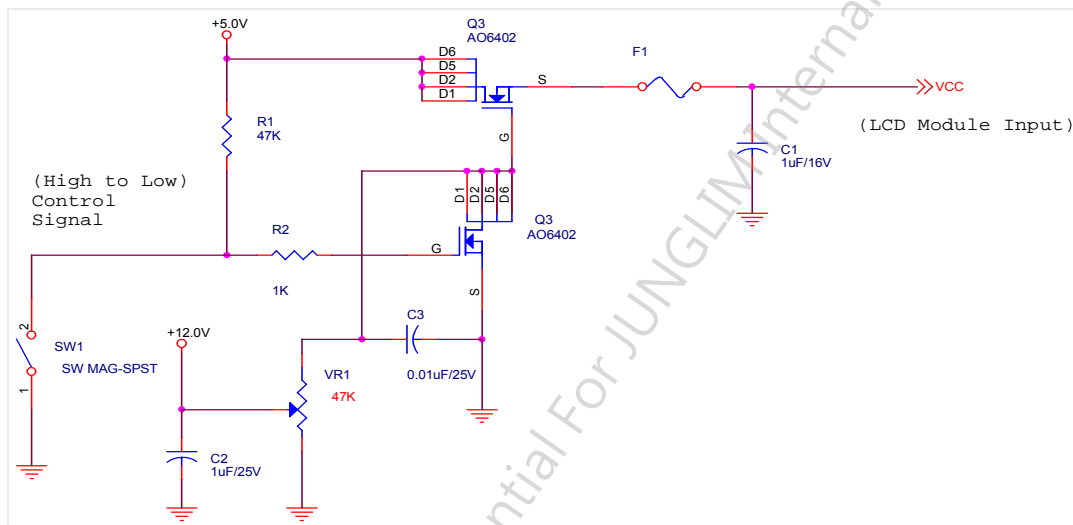 +5.0V
Q3
AO6402
D6
D5
D2
D1
S
G
F1
VCC
(LCD Module Input)
C1
1uF/16V
R1
47K
(High to Low)
Control
Signal
D1
D2
D5
D6
Q3
AO6402
G
S
R2
1K
SW1
SW MAG-SPST
2
1
+12.0V
C3
0.01uF/25V
VR1
47K
C2
1uF/25V
ntial For JUNGLIM Interna